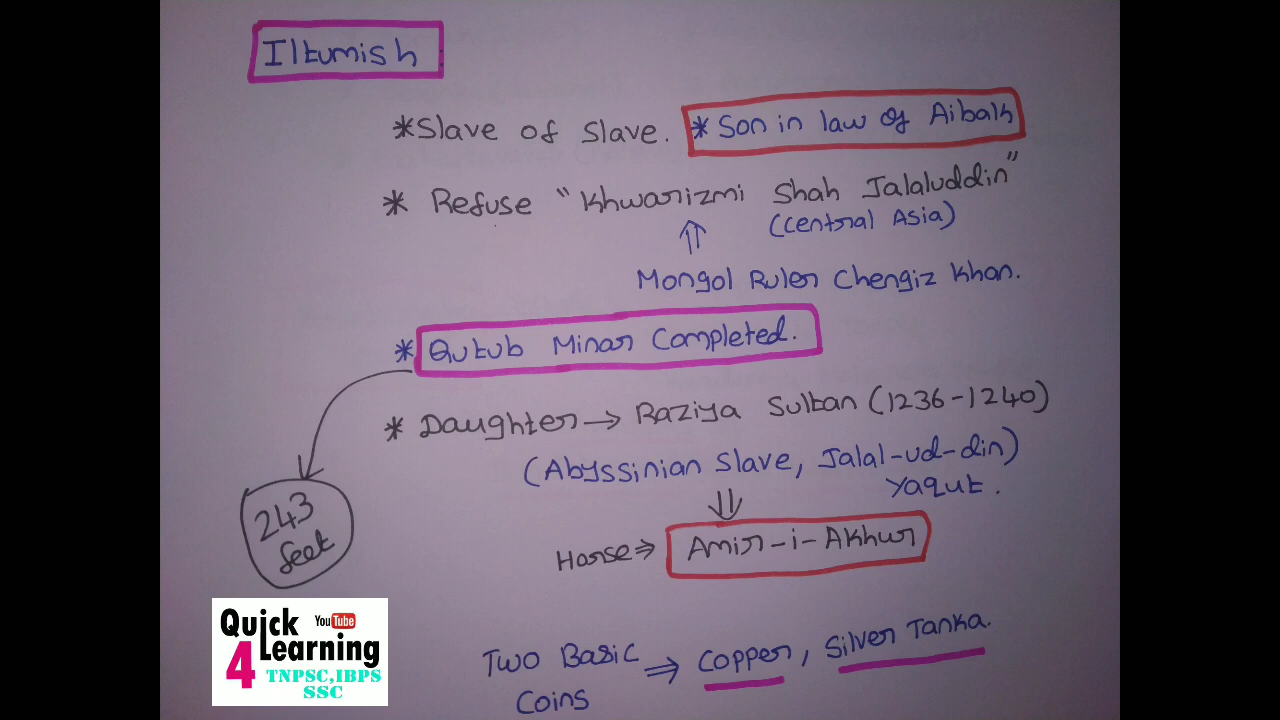 Iltumish
*Slave of Slave. * Son in law of Aibak
* Refuse "Khwarizmi Shah Jalaluddin"
(Central Asia)
⇑
Mongol Ruler Chengiz Khan.
* Qutub Minar Completed.
* Daughter → Raziya Sultan (1236-1240)
(Abyssinian Slave, Jalal-ud-din)
Yaqut.
⇓
243
feet
Horse ⇒ Amir-i-Akhur
Two Basic ⇒ Copper, Silver Tanka.
Coins
Quick YouTube
4 Learning
TNPSC,IBPS
SSC